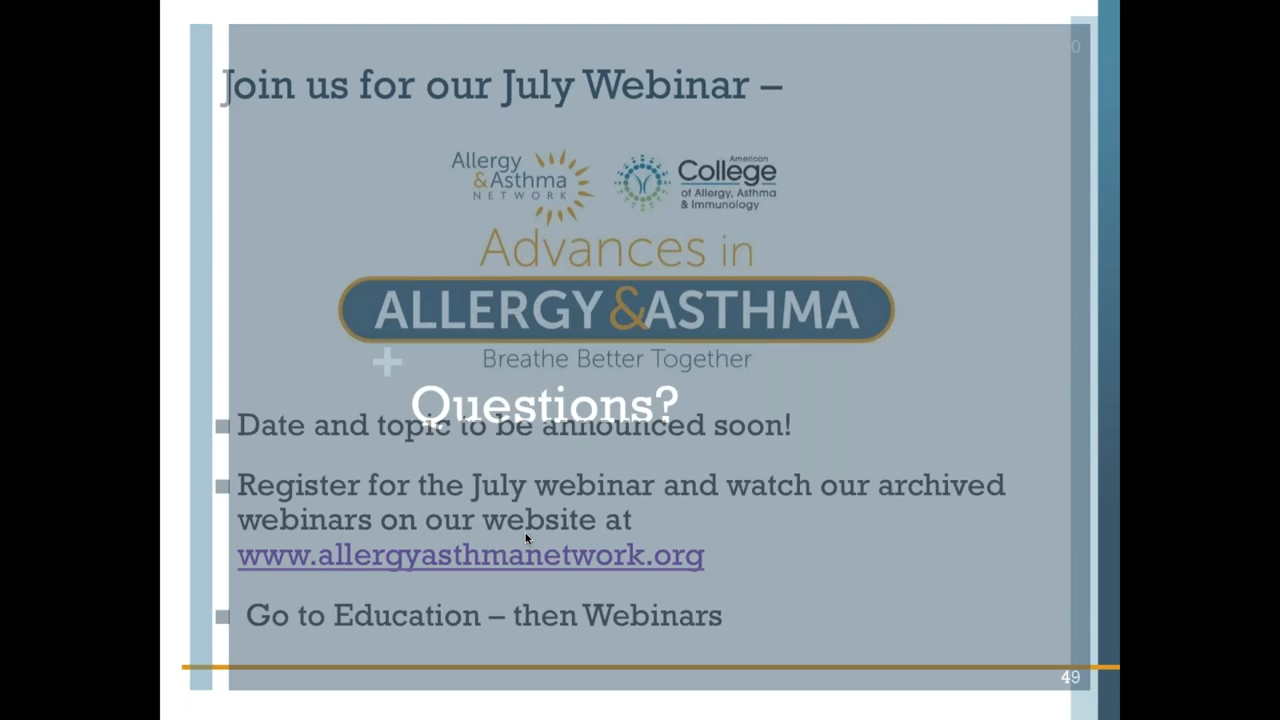 0
Join us for our July Webinar –
Allergy
&Asthma
NETWORK
American
College
of Allergy, Asthma
& Immunology
Advances in
ALLERGY & ASTHMA
Breathe Better Together
+
Questions?
Date and topic to be announced soon!
Register for the July webinar and watch our archived
webinars on our website at
www.allergyasthmanetwork.org
Go to Education – then Webinars
49